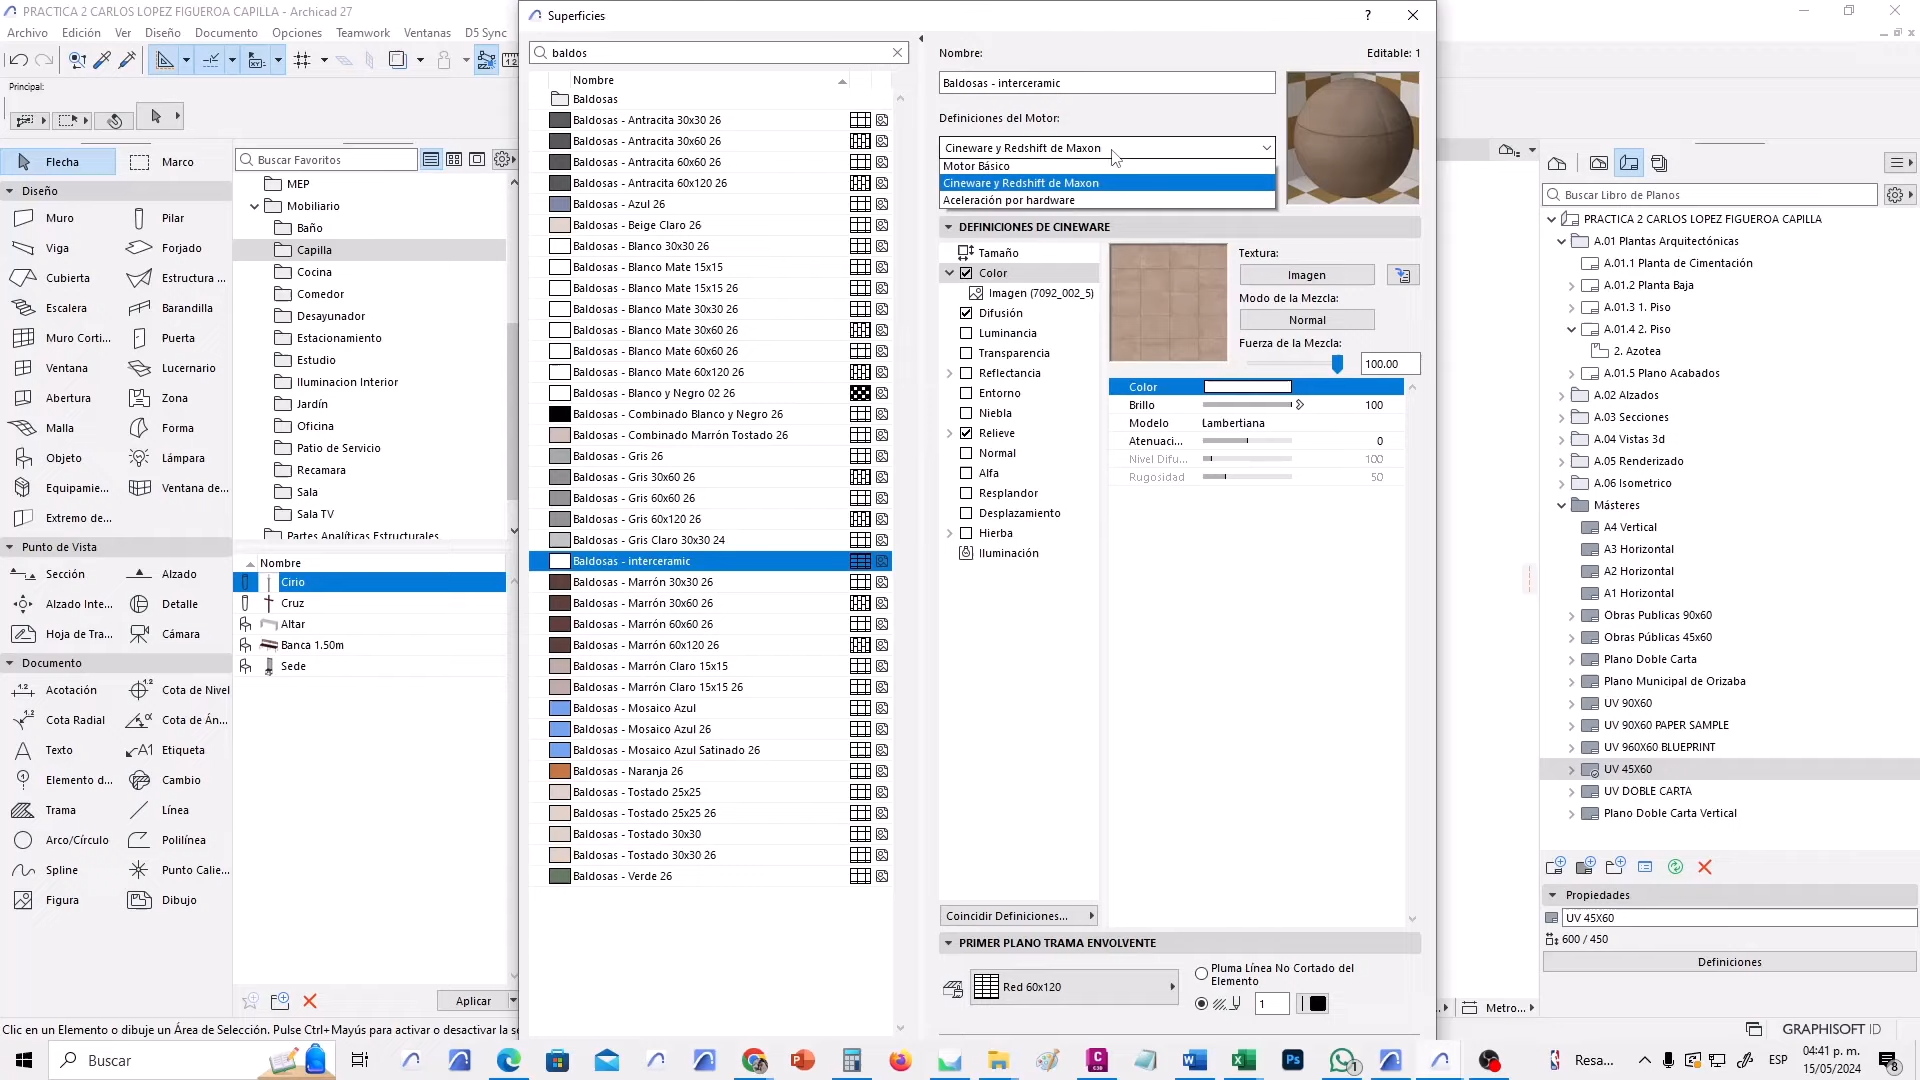 PRACTICA 2 CARLOS LOPEZ FIGUEROA CAPILLA - Archicad 27
Archivo Edición Ver Diseño Documento Opciones Teamwork Ventanas D5 Sync
Principal:
Flecha Marco
Diseño
Muro Pilar
Viga Forjado
Cubierta Estructura ...
Escalera Barandilla
Muro Corti... Puerta
Ventana Lucernario
Abertura Zona
Malla Forma
Objeto Lámpara
Equipamie... Ventana de...
Extremo de...
Punto de Vista
Sección Alzado
Alzado Inte... Detalle
Hoja de Tra... Cámara
Documento
Acotación Cota de Nivel
Cota Radial Cota de Án...
Texto Etiqueta
Elemento d... Cambio
Trama Línea
Arco/Círculo Polilínea
Spline Punto Calie...
Figura Dibujo
Buscar Favoritos
MEP
Mobiliario
Baño
Capilla
Cocina
Comedor
Desayunador
Estacionamiento
Estudio
Iluminacion Interior
Jardín
Oficina
Patio de Servicio
Recamara
Sala
Sala TV
Partes Analíticas Estructurales
Nombre
Cirio
Cruz
Altar
Banca 1.50m
Sede
Aplicar
Clic en un Elemento o dibuje un Área de Selección. Pulse Ctrl+Mayús para activar o desactivar la se
Superficies
?
baldos
Nombre
Baldosas
Baldosas - Antracita 30x30 26
Baldosas - Antracita 30x60 26
Baldosas - Antracita 60x60 26
Baldosas - Antracita 60x120 26
Baldosas - Azul 26
Baldosas - Beige Claro 26
Baldosas - Blanco 30x30 26
Baldosas - Blanco Mate 15x15
Baldosas - Blanco Mate 15x15 26
Baldosas - Blanco Mate 30x30 26
Baldosas - Blanco Mate 30x60 26
Baldosas - Blanco Mate 60x60 26
Baldosas - Blanco Mate 60x120 26
Baldosas - Blanco y Negro 02 26
Baldosas - Combinado Blanco y Negro 26
Baldosas - Combinado Marrón Tostado 26
Baldosas - Gris 26
Baldosas - Gris 30x60 26
Baldosas - Gris 60x60 26
Baldosas - Gris 60x120 26
Baldosas - Gris Claro 30x30 24
Baldosas - interceramic
Baldosas - Marrón 30x30 26
Baldosas - Marrón 30x60 26
Baldosas - Marrón 60x60 26
Baldosas - Marrón 60x120 26
Baldosas - Marrón Claro 15x15
Baldosas - Marrón Claro 15x15 26
Baldosas - Mosaico Azul
Baldosas - Mosaico Azul 26
Baldosas - Mosaico Azul Satinado 26
Baldosas - Naranja 26
Baldosas - Tostado 25x25
Baldosas - Tostado 25x25 26
Baldosas - Tostado 30x30
Baldosas - Tostado 30x30 26
Baldosas - Verde 26
Nombre: Editable: 1
Baldosas - interceramic
Definiciones del Motor:
Cineware y Redshift de Maxon
Motor Básico
Cineware y Redshift de Maxon
Aceleración por hardware
DEFINICIONES DE CINEWARE
Tamaño
Color
Imagen (7092_002_5)
Difusión
Luminancia
Transparencia
Reflectancia
Entorno
Niebla
Relieve
Normal
Alfa
Resplandor
Desplazamiento
Hierba
Iluminación
Textura:
Imagen
Modo de la Mezcla:
Normal
Fuerza de la Mezcla:
100.00
Color
Brillo 100
Modelo Lambertiana
Atenuaci... 0
Nivel Difu... 100
Rugosidad 50
Coincidir Definiciones...
PRIMER PLANO TRAMA ENVOLVENTE
Red 60x120
Pluma Línea No Cortado del
Elemento
1
Buscar Libro de Planos
PRACTICA 2 CARLOS LOPEZ FIGUEROA CAPILLA
A.01 Plantas Arquitectónicas
A.01.1 Planta de Cimentación
A.01.2 Planta Baja
A.01.3 1. Piso
A.01.4 2. Piso
2. Azotea
A.01.5 Plano Acabados
A.02 Alzados
A.03 Secciones
A.04 Vistas 3d
A.05 Renderizado
A.06 Isometrico
Másteres
A4 Vertical
A3 Horizontal
A2 Horizontal
A1 Horizontal
Obras Publicas 90x60
Obras Públicas 45x60
Plano Doble Carta
Plano Municipal de Orizaba
UV 90X60
UV 90X60 PAPER SAMPLE
UV 960X60 BLUEPRINT
UV 45X60
UV DOBLE CARTA
Plano Doble Carta Vertical
Propiedades
UV 45X60
600 / 450
Definiciones
Metro...
GRAPHISOFT ID
Buscar
Resa...
ESP
04:41 p. m.
15/05/2024
8